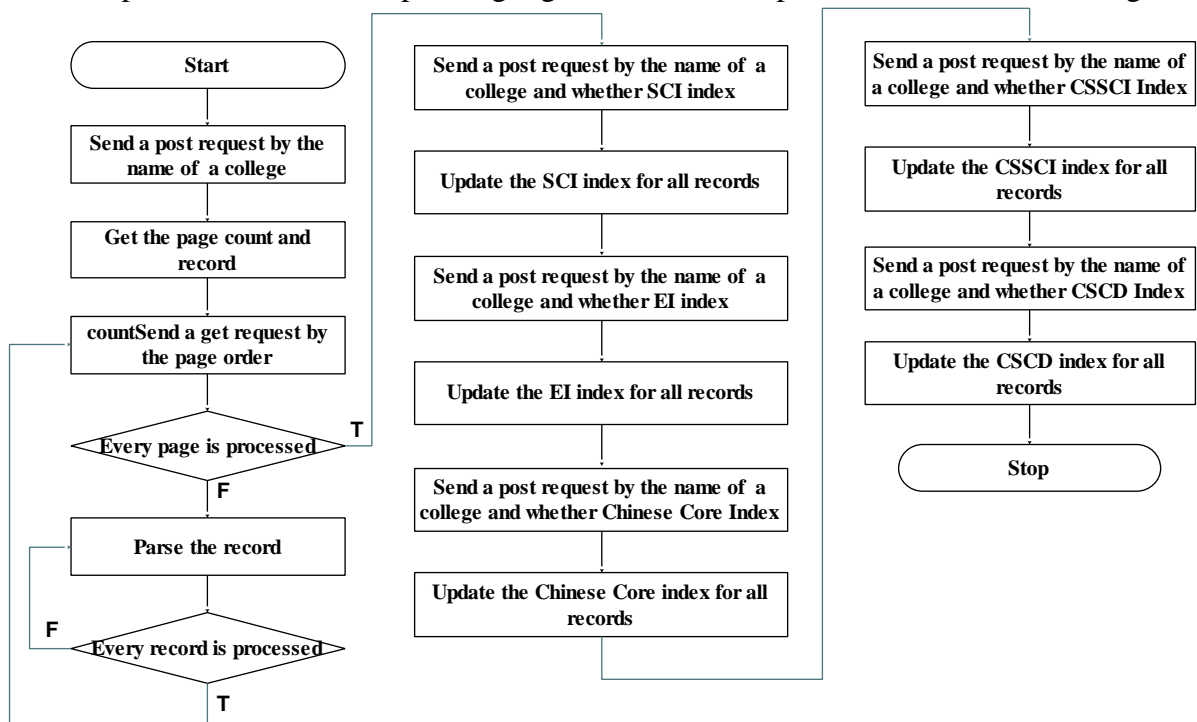 Start
Send a post request by the
name of a college
Get the page count and
record
countSend a get request by
the page order
Every page is processed
T
F
Parse the record
F
Every record is processed
T
Send a post request by the name of a
college and whether SCI index
Update the SCI index for all records
Send a post request by the name of a
college and whether EI index
Update the EI index for all records
Send a post request by the name of a
college and whether Chinese Core Index
Update the Chinese Core index for all
records
Send a post request by the name of
a college and whether CSSCI Index
Update the CSSCI index for all
records
Send a post request by the name of
a college and whether CSCD Index
Update the CSCD index for all
records
Stop